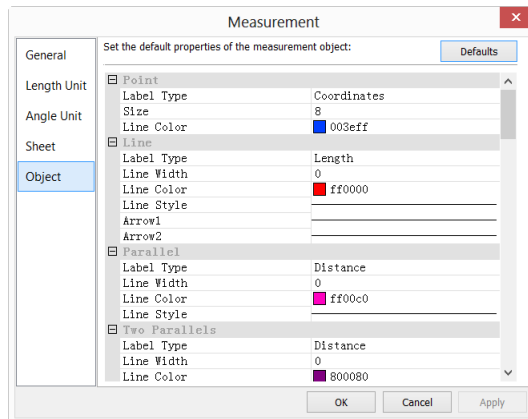 Measurement
General
Length Unit
Angle Unit
Sheet
Object
Set the default properties of the measurement object:
Defaults
Point
Label Type Coordinates
Size 8
Line Color 003eff
Line
Label Type Length
Line Width 0
Line Color ff0000
Line Style
Arrow1
Arrow2
Parallel
Label Type Distance
Line Width 0
Line Color ff00c0
Line Style
Two Parallels
Label Type Distance
Line Width 0
Line Color 800080
OK Cancel Apply